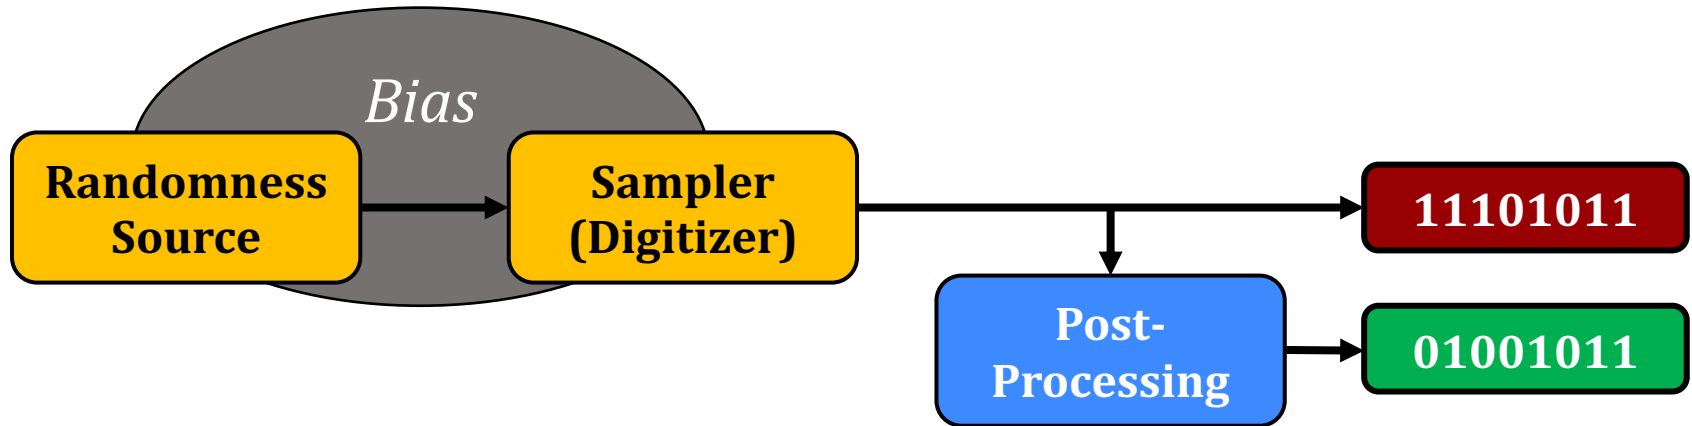 Bias
Randomness
Source
Sampler
(Digitizer)
11101011
Post-
Processing
01001011